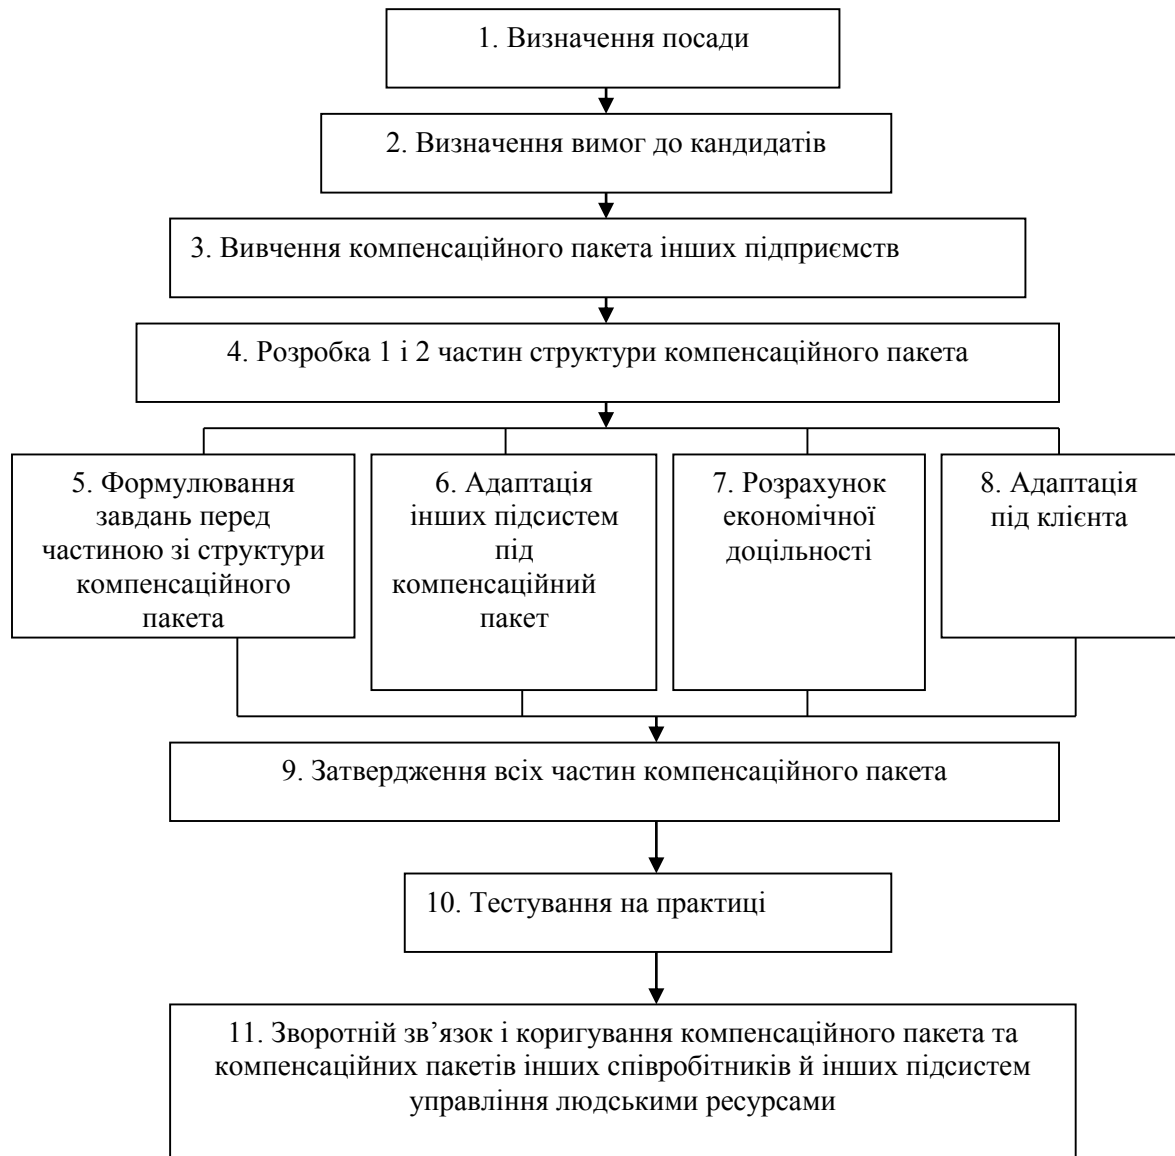 1. Визначення посади
2. Визначення вимог до кандидатів
3. Вивчення компенсаційного пакета інших підприємств
4. Розробка 1 і 2 частин структури компенсаційного пакета
5. Формулювання
завдань перед
частиною зі структури
компенсаційного
пакета
6. Адаптація
інших підсистем
під
компенсаційний
пакет
7. Розрахунок
економічної
доцільності
8. Адаптація
під клієнта
9. Затвердження всіх частин компенсаційного пакета
10. Тестування на практиці
11. Зворотній зв’язок і коригування компенсаційного пакета та
компенсаційних пакетів інших співробітників й інших підсистем
управління людськими ресурсами